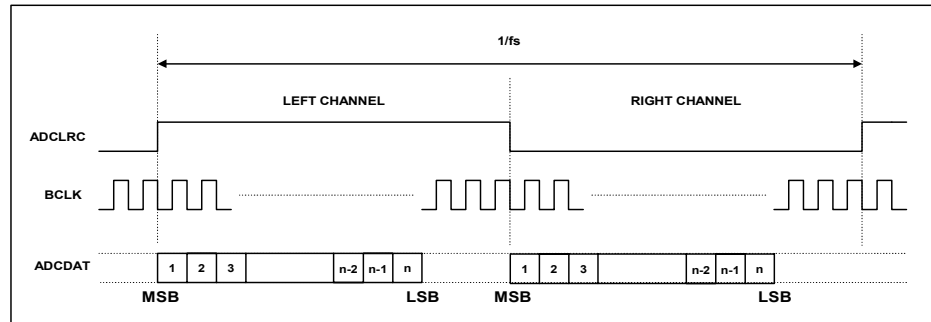 1/fs
LEFT CHANNEL RIGHT CHANNEL
ADCLRC
BCLK
ADCDAT 1 2 3 n-2 n-1 n 1 2 3 n-2 n-1 n
MSB LSB MSB LSB